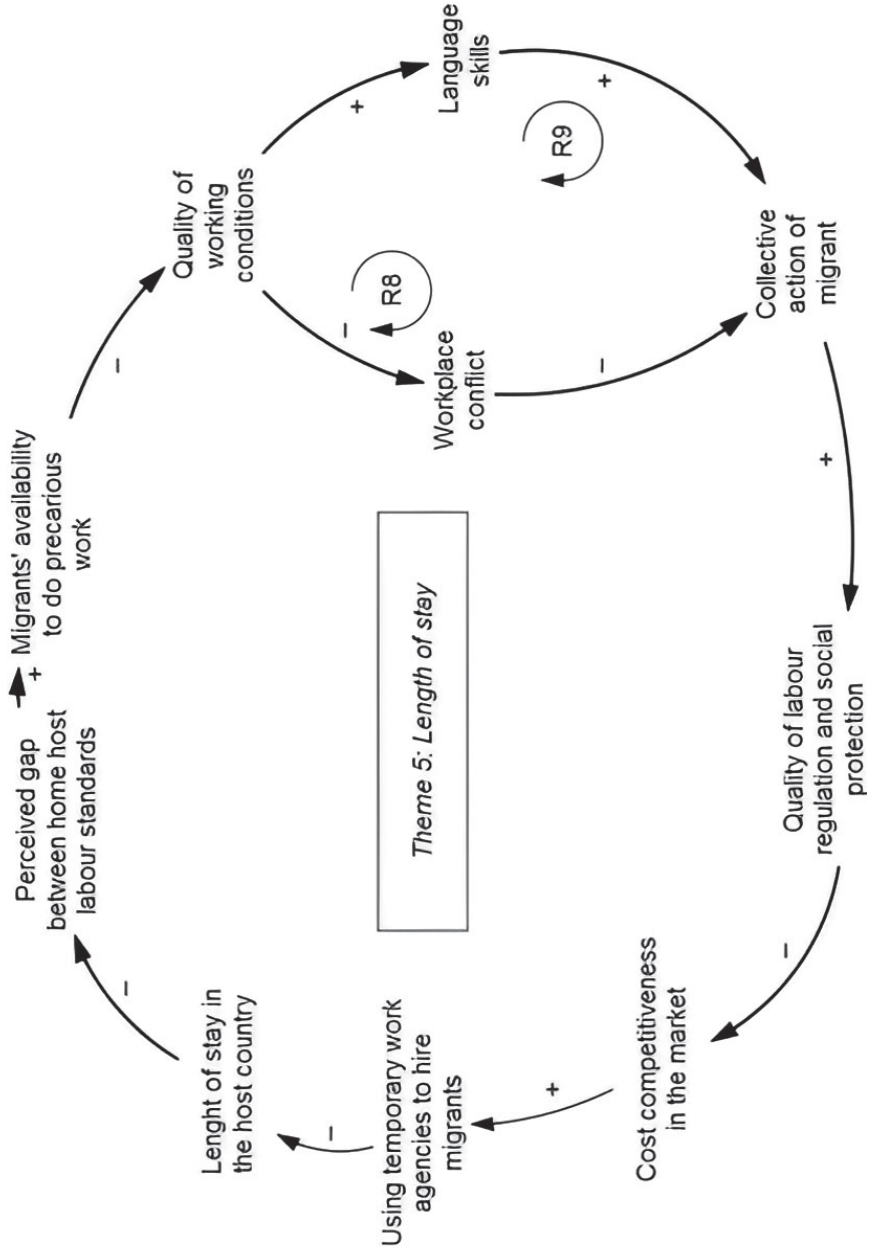 Perceived gap
between home host
labour standards
+
Migrants' availability
to do precarious
work
–
Quality of
working
conditions
+
Language
skills
+
R9
–
R8
Workplace
conflict
–
Collective
action of
migrant
+
Quality of labour
regulation and social
protection
–
Cost competitiveness
in the market
+
Using temporary work
agencies to hire
migrants
–
Lenght of stay in
the host country
–
Theme 5: Length of stay